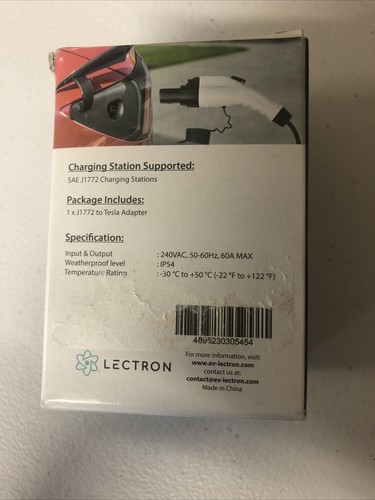 Charging Station Supported:
SAE J1772 Charging Stations
Package Includes:
1 x J1772 to Tesla Adapter
Specification:
Input & Output : 240VAC, 50-60Hz, 60A MAX
Weatherproof level : IP54
Temperature Rating : -30 °C to +50 °C (-22 °F to +122 °F)
4895230305454
For more information, visit:
www.ev-lectron.com
contact us at:
contact@ev-lectron.com
Made in China
LECTRON